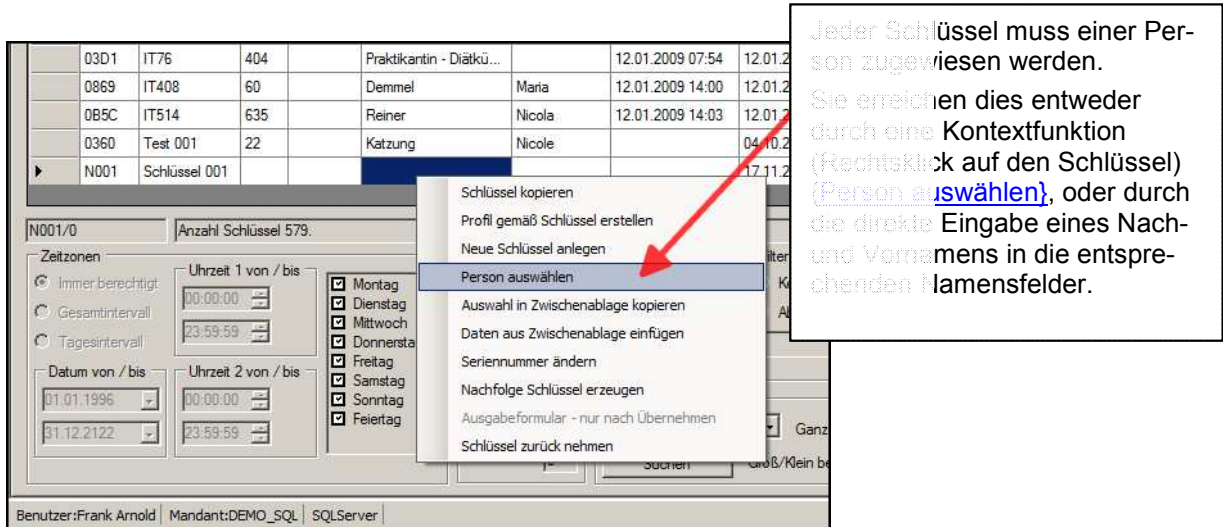 Jeder Schlüssel muss einer Per-
son zugewiesen werden.
Sie erreichen dies entweder
durch eine Kontextfunktion
(Rechtsklick auf den Schlüssel)
{Person auswählen}, oder durch
die direkte Eingabe eines Nach-
und Vornamens in die entspre-
chenden Namensfelder.
03D1 IT76 404 Praktikantin - Diätkü... 12.01.2009 07:54 12.01.2
0869 IT408 60 Demmel Maria 12.01.2009 14:00 12.01.2
0B5C IT514 635 Reiner Nicola 12.01.2009 14:03 12.01.2
0360 Test 001 22 Katzung Nicole 04.10.2
N001 Schlüssel 001 17.11.2
Schlüssel kopieren
Profil gemäß Schlüssel erstellen
Neue Schlüssel anlegen
Person auswählen
Auswahl in Zwischenablage kopieren
Daten aus Zwischenablage einfügen
Seriennummer ändern
Nachfolge Schlüssel erzeugen
Ausgabeformular - nur nach Übernehmen
Schlüssel zurück nehmen
N001/0 Anzahl Schlüssel 579.
Zeitzonen
Immer berechtigt
Gesamtintervall
Tagesintervall
Uhrzeit 1 von / bis
00:00:00
23:59:59
Datum von / bis
01.01.1996
31.12.2122
Uhrzeit 2 von / bis
00:00:00
23:59:59
Montag
Dienstag
Mittwoch
Donnersta
Freitag
Samstag
Sonntag
Feiertag
Ganz
Suchen
Groß/Klein be
Benutzer:Frank Arnold Mandant:DEMO_SQL SQLServer